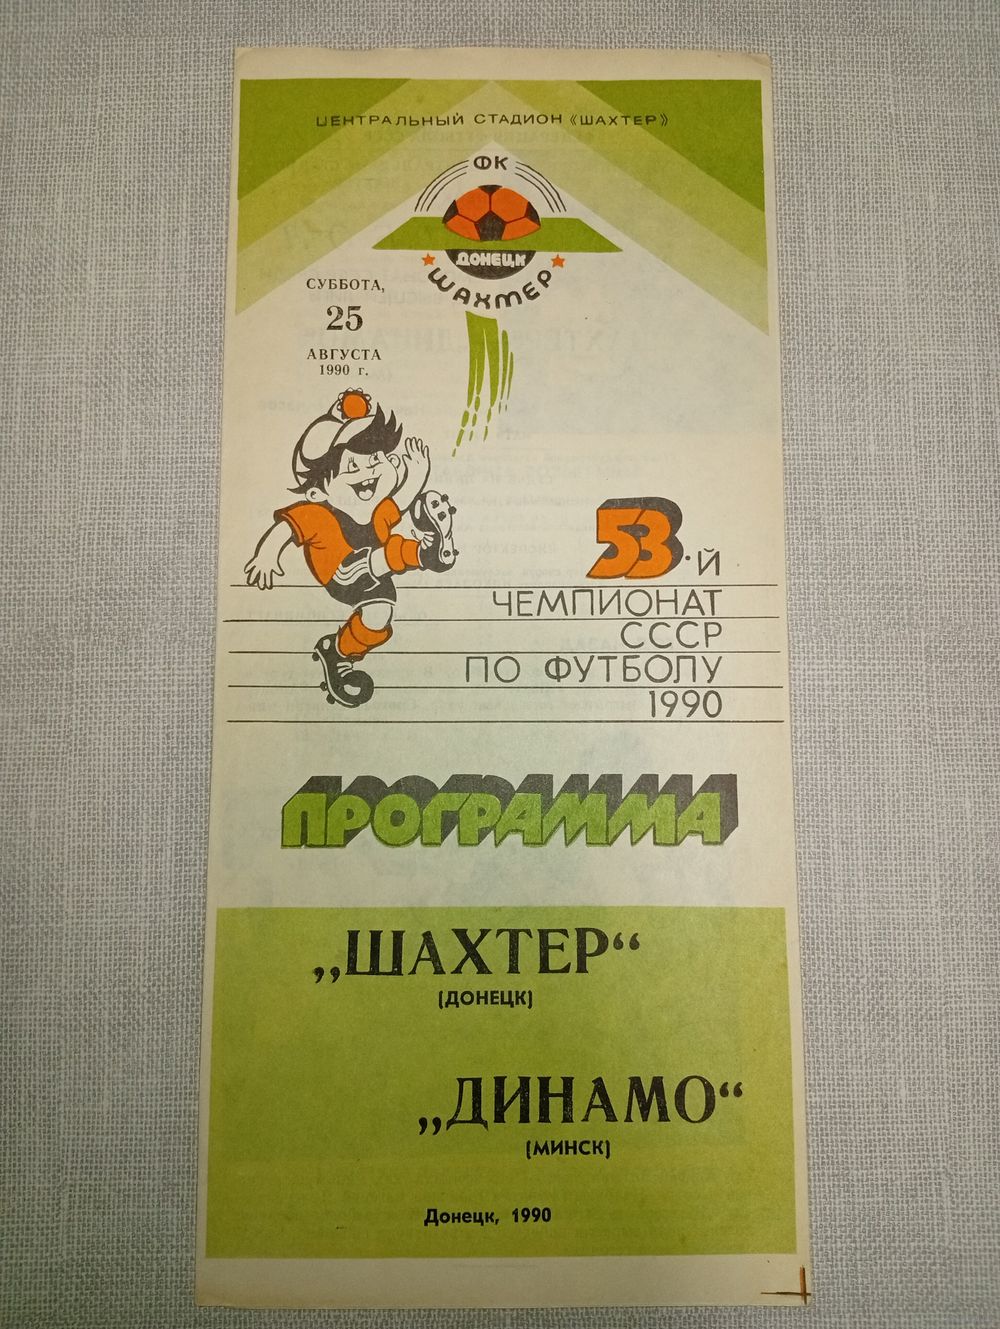 ЦЕНТРАЛЬНЫЙ СТАДИОН «ШАХТЕР»
ФК
ДОНЕЦК
ШАХТЕР
СУББОТА,
25
АВГУСТА
1990 г.
53-й
ЧЕМПИОНАТ
СССР
ПО ФУТБОЛУ
1990
ПРОГРАММА
„ШАХТЕР“
(ДОНЕЦК)
„ДИНАМО“
(МИНСК)
Донецк, 1990